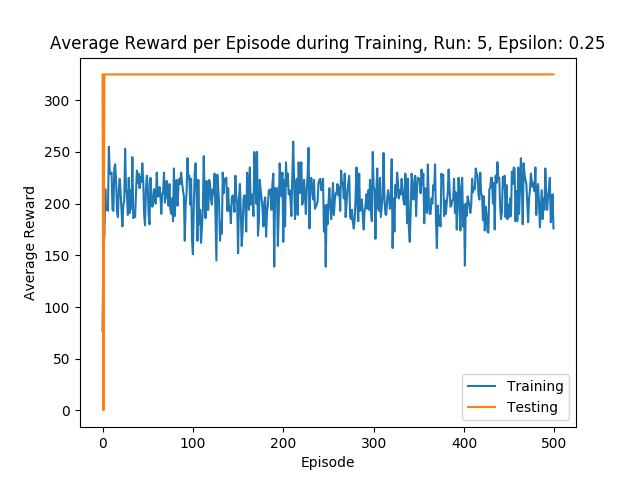 Average Reward per Episode during Training, Run: 5, Epsilon: 0.25
Average Reward
300
250
200
150
100
50
0
Training
Testing
0 100 200 300 400 500
Episode